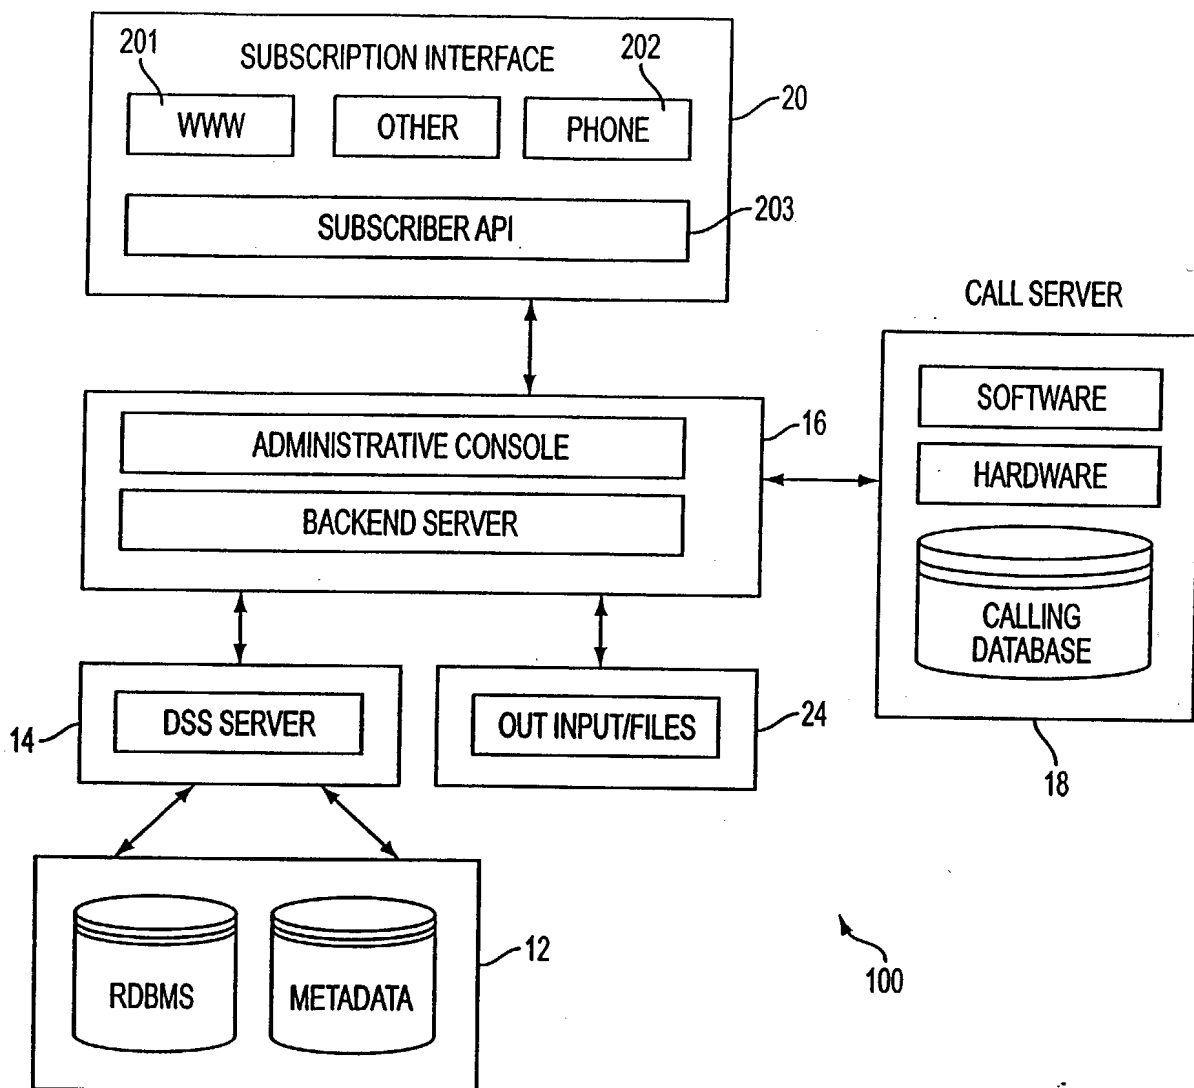 201
SUBSCRIPTION INTERFACE
202
20
WWW
OTHER
PHONE
SUBSCRIBER API
203
CALL SERVER
ADMINISTRATIVE CONSOLE
16
SOFTWARE
BACKEND SERVER
HARDWARE
CALLING
DATABASE
14
DSS SERVER
OUT INPUT/FILES
24
18
RDBMS
METADATA
12
100